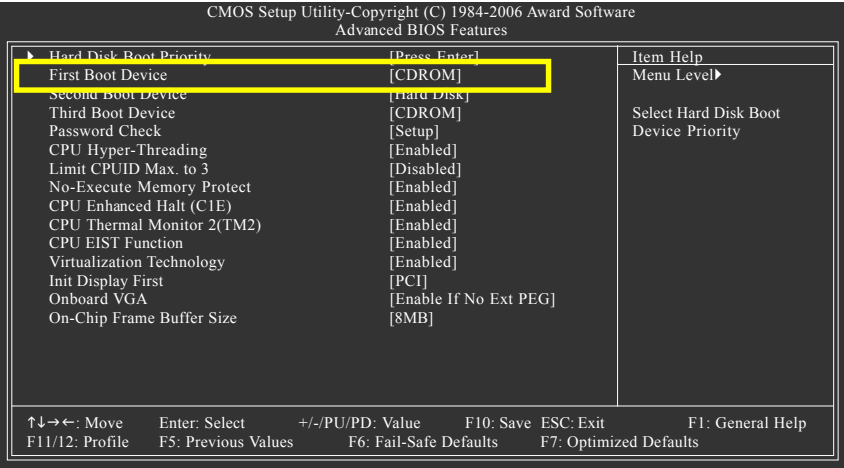 CMOS Setup Utility-Copyright (C) 1984-2006 Award Software
Advanced BIOS Features
Hard Disk Boot Priority [Press Enter] Item Help
First Boot Device [CDROM] Menu Level
Second Boot Device [Hard Disk]
Third Boot Device [CDROM] Select Hard Disk Boot
Password Check [Setup] Device Priority
CPU Hyper-Threading [Enabled]
Limit CPUID Max. to 3 [Disabled]
No-Execute Memory Protect [Enabled]
CPU Enhanced Halt (C1E) [Enabled]
CPU Thermal Monitor 2(TM2) [Enabled]
CPU EIST Function [Enabled]
Virtualization Technology [Enabled]
Init Display First [PCI]
Onboard VGA [Enable If No Ext PEG]
On-Chip Frame Buffer Size [8MB]
↑↓→←: Move Enter: Select +/-/PU/PD: Value F10: Save ESC: Exit F1: General Help
F11/12: Profile F5: Previous Values F6: Fail-Safe Defaults F7: Optimized Defaults